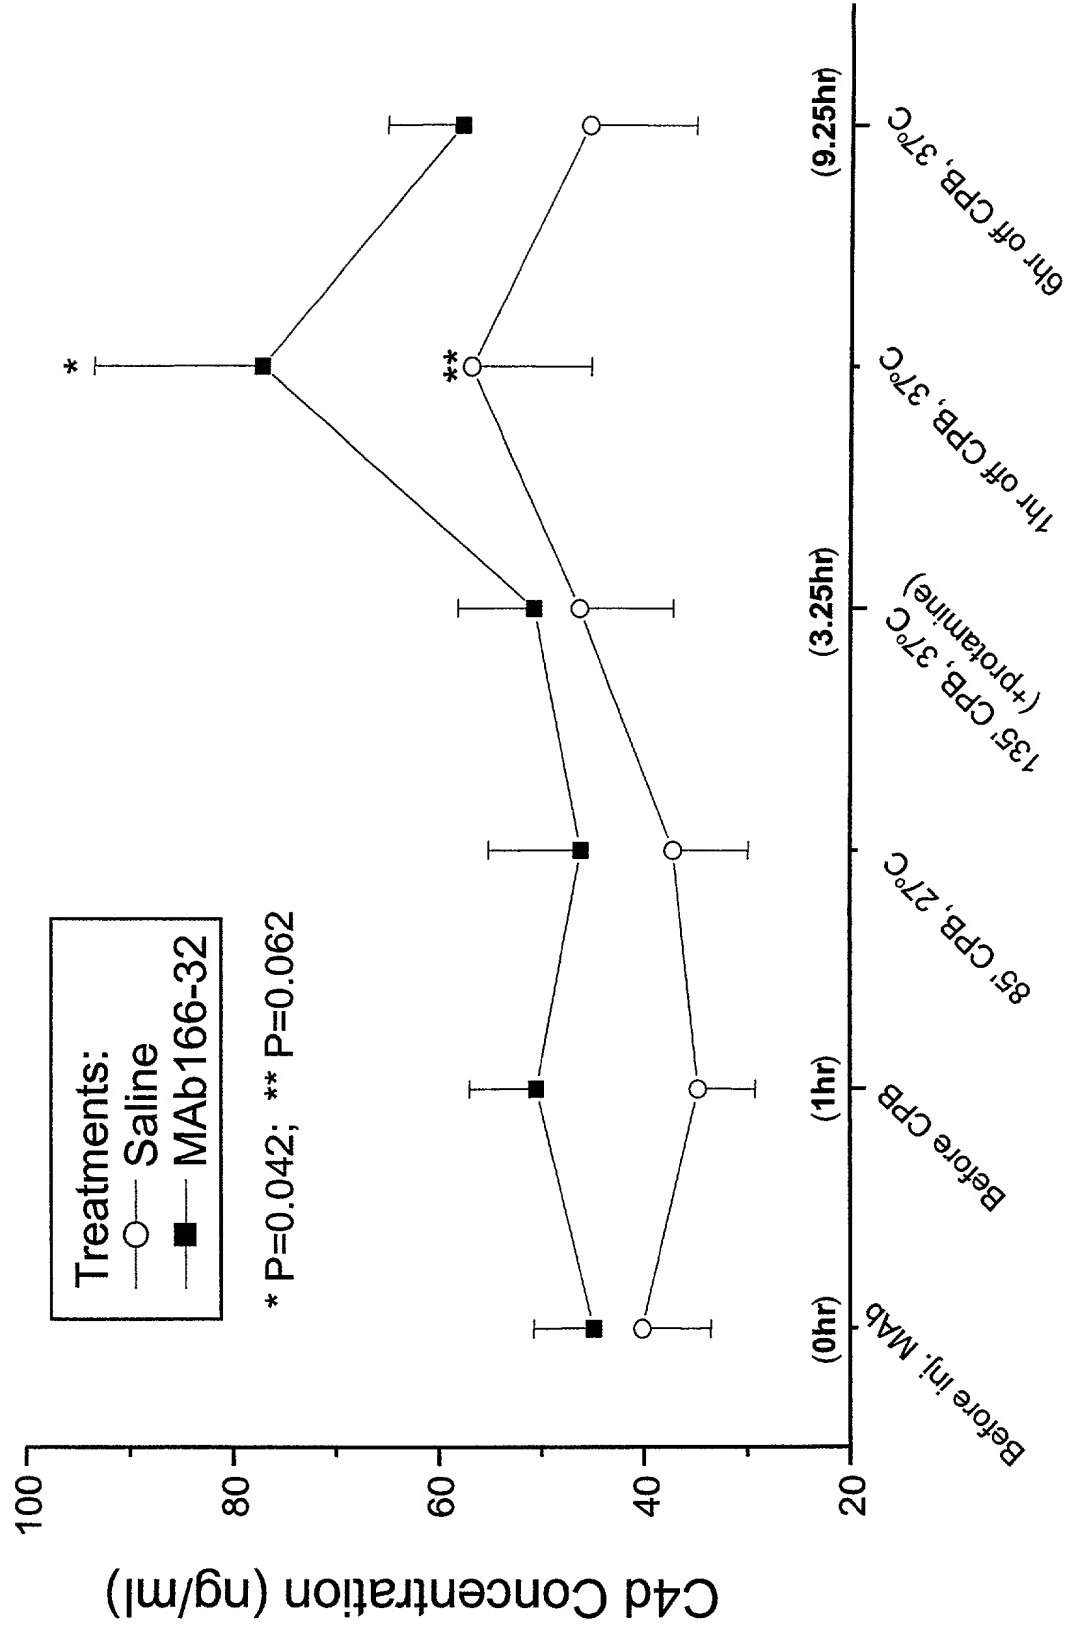 Treatments:
Saline
MAb166-32
* P=0.042; ** P=0.062
C4d Concentration (ng/ml)
100
80
60
40
20
*
**
(0hr)
(1hr)
(3.25hr)
(9.25hr)
Before inj. MAb
Before CPB
85' CPB, 27°C
135' CPB, 37°C
(+protamine)
1hr off CPB, 37°C
6hr off CPB, 37°C